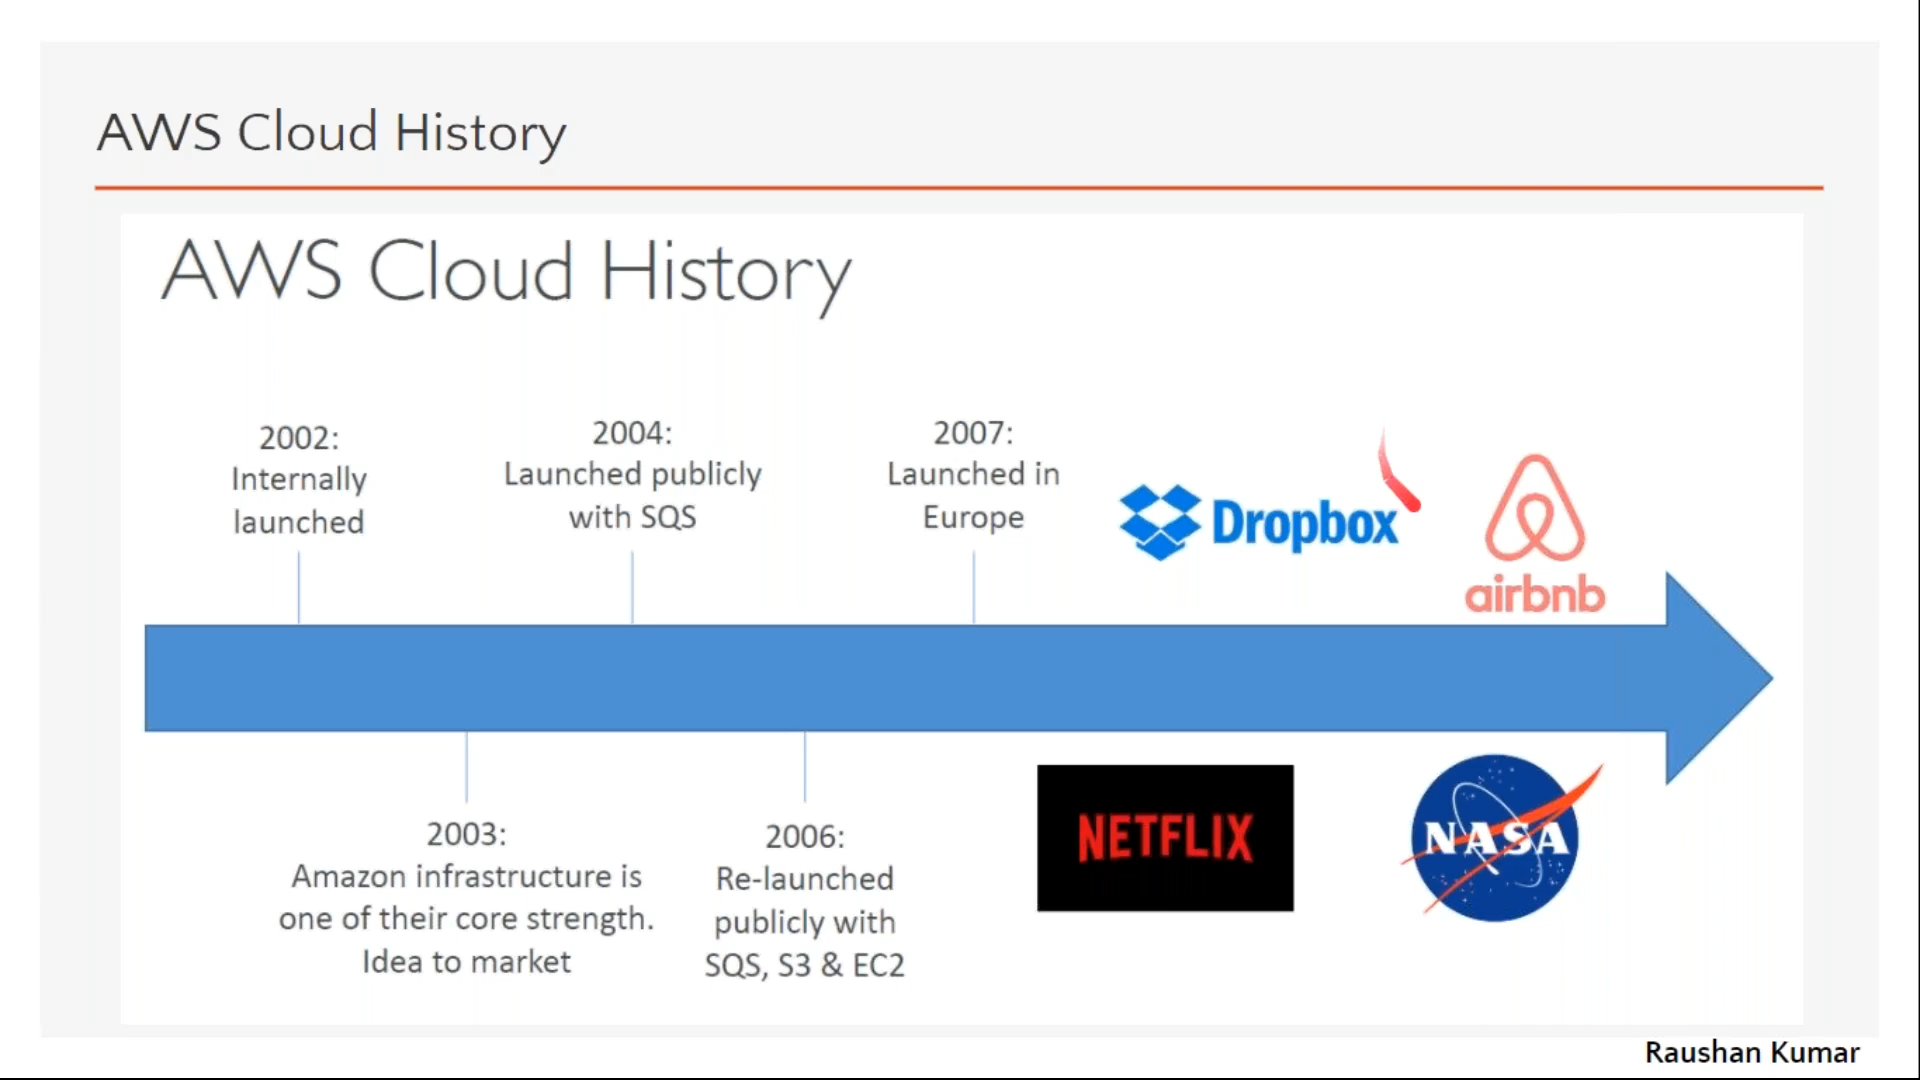 AWS Cloud History
AWS Cloud History
2002:
Internally
launched
2004:
Launched publicly
with SQS
2007:
Launched in
Europe
Dropbox
airbnb
2003:
Amazon infrastructure is
one of their core strength.
Idea to market
2006:
Re-launched
publicly with
SQS, S3 & EC2
NETFLIX
NASA
Raushan Kumar